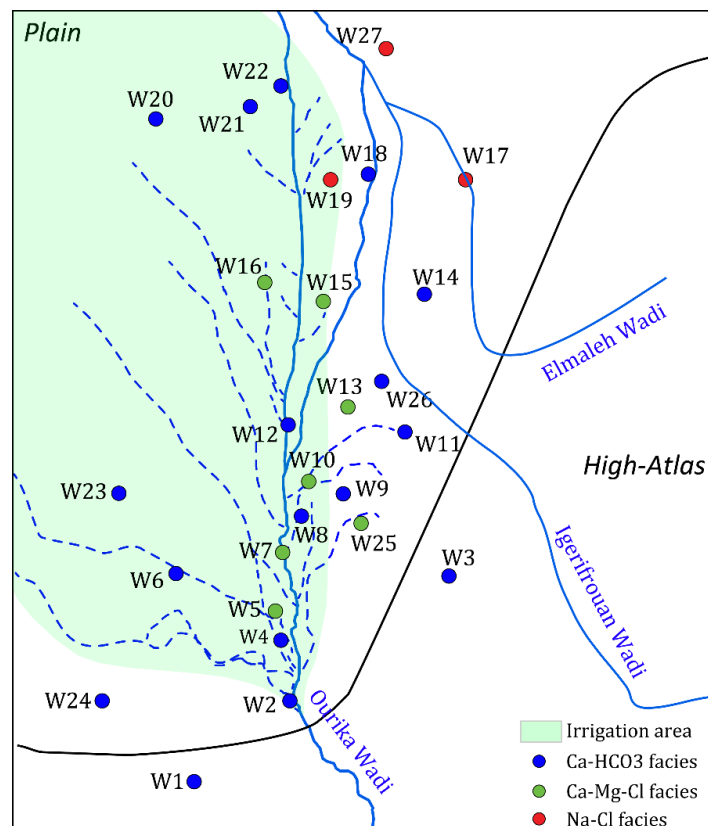 Plain
W27
W22
W20
W21
W18
W17
W19
W16
W15
W14
Elmaleh Wadi
W13
W26
W12
W11
High-Atlas
W10
W23
W9
W8
W25
W7
W3
W6
Igerifrouan Wadi
W5
W4
W24
W2
Ourika Wadi
Irrigation area
Ca-HCO3 facies
W1
Ca-Mg-Cl facies
Na-Cl facies